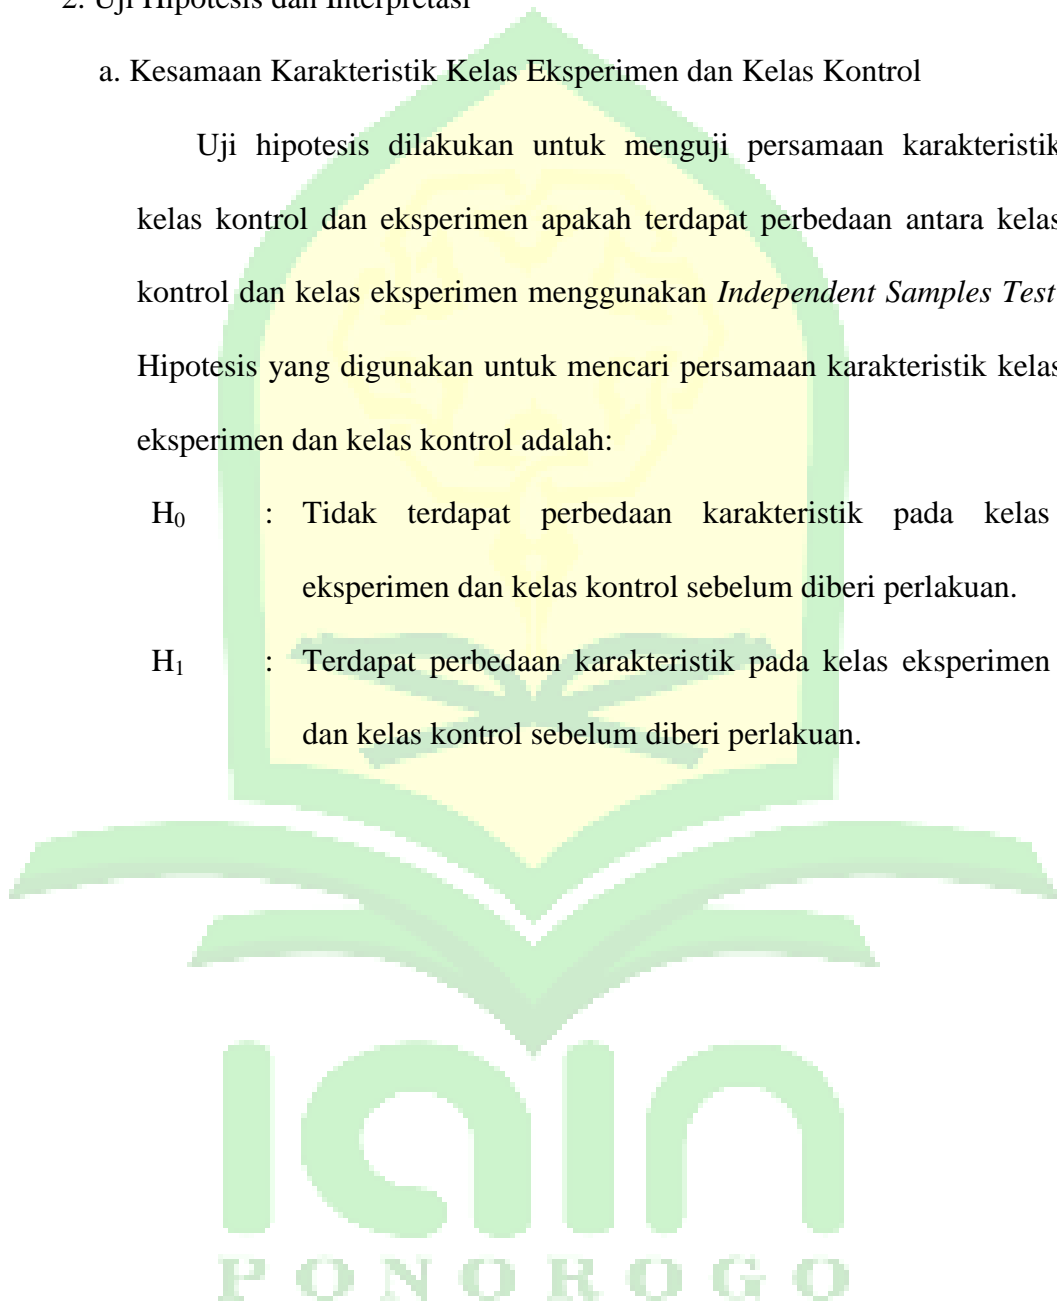 2. Uji Hipotesis dan Interpretasi
a. Kesamaan Karakteristik Kelas Eksperimen dan Kelas Kontrol
Uji hipotesis dilakukan untuk menguji persamaan karakteristik
kelas kontrol dan eksperimen apakah terdapat perbedaan antara kelas
kontrol dan kelas eksperimen menggunakan Independent Samples Test
Hipotesis yang digunakan untuk mencari persamaan karakteristik kelas
eksperimen dan kelas kontrol adalah:
H₀ : Tidak terdapat perbedaan karakteristik pada kelas
eksperimen dan kelas kontrol sebelum diberi perlakuan.
H₁ : Terdapat perbedaan karakteristik pada kelas eksperimen
dan kelas kontrol sebelum diberi perlakuan.
IAIN
PONOROGO